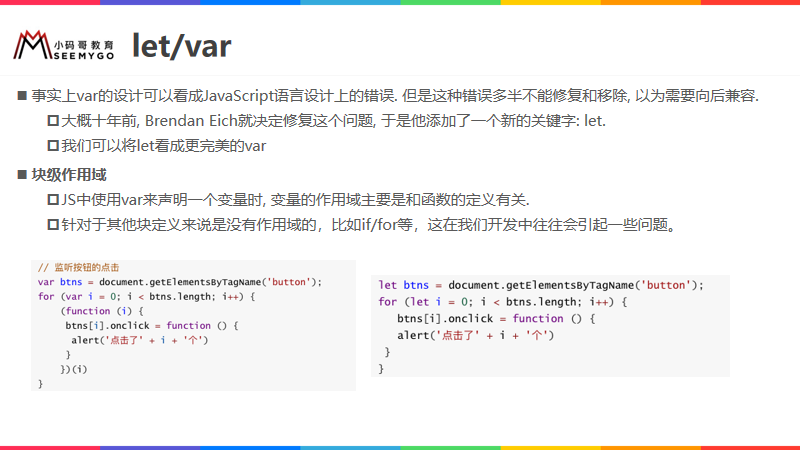 小码哥教育
SEEMYGO
let/var
事实上var的设计可以看成JavaScript语言设计上的错误. 但是这种错误多半不能修复和移除, 以为需要向后兼容.
大概十年前, Brendan Eich就决定修复这个问题, 于是他添加了一个新的关键字: let.
我们可以将let看成更完美的var
块级作用域
JS中使用var来声明一个变量时, 变量的作用域主要是和函数的定义有关.
针对于其他块定义来说是没有作用域的，比如if/for等，这在我们开发中往往会引起一些问题。
// 监听按钮的点击
var btns = document.getElementsByTagName('button');
for (var i = 0; i < btns.length; i++) {
(function (i) {
btns[i].onclick = function () {
alert('点击了' + i + '个')
}
})(i)
}
let btns = document.getElementsByTagName('button');
for (let i = 0; i < btns.length; i++) {
btns[i].onclick = function () {
alert('点击了' + i + '个')
}
}